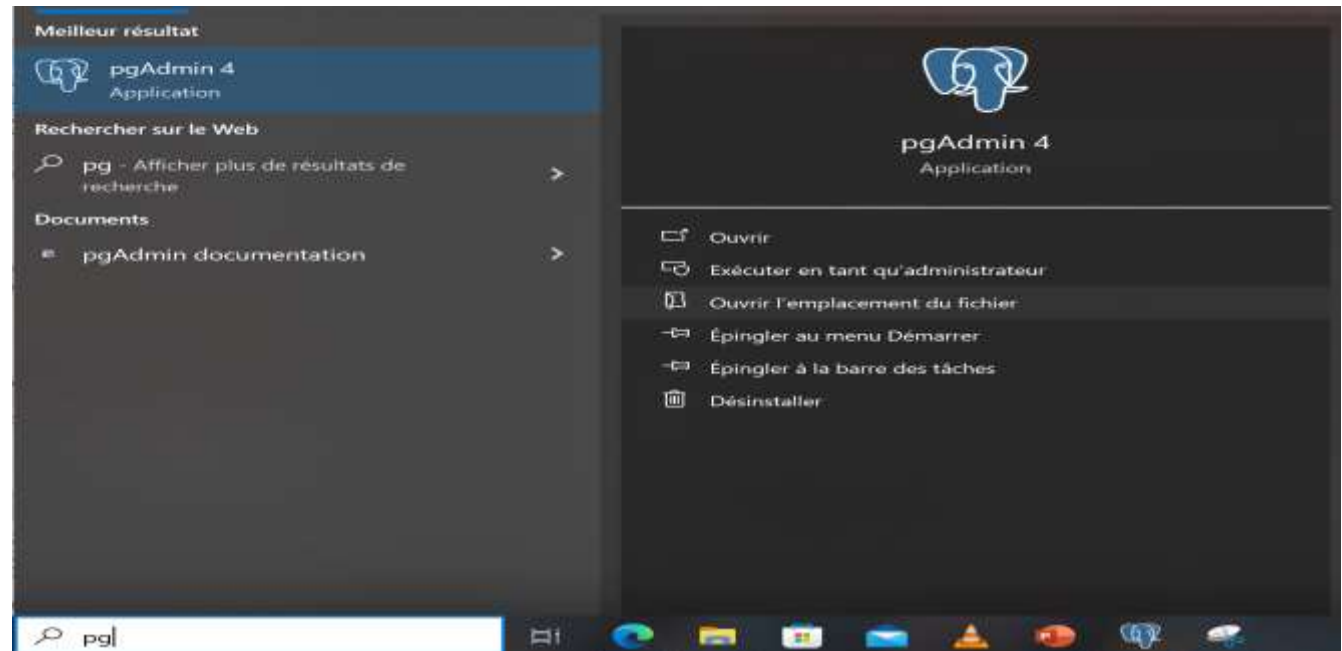 Meilleur résultat
pgAdmin 4
Application
Rechercher sur le Web
pg - Afficher plus de résultats de
recherche
Documents
pgAdmin documentation
pgAdmin 4
Application
Ouvrir
Exécuter en tant qu'administrateur
Ouvrir l'emplacement du fichier
Épingler au menu Démarrer
Épingler à la barre des tâches
Désinstaller
pg